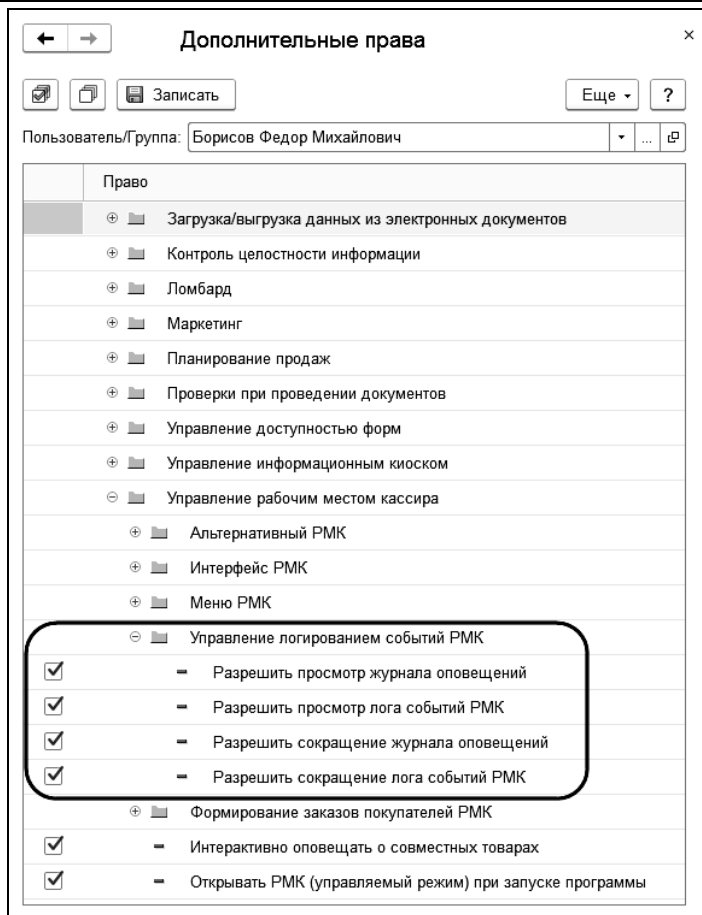 Дополнительные права
Записать
Еще
?
Пользователь/Группа: Борисов Федор Михайлович
...
Право
Загрузка/выгрузка данных из электронных документов
Контроль целостности информации
Ломбард
Маркетинг
Планирование продаж
Проверки при проведении документов
Управление доступностью форм
Управление информационным киоском
Управление рабочим местом кассира
Альтернативный РМК
Интерфейс РМК
Меню РМК
Управление логированием событий РМК
Разрешить просмотр журнала оповещений
Разрешить просмотр лога событий РМК
Разрешить сокращение журнала оповещений
Разрешить сокращение лога событий РМК
Формирование заказов покупателей РМК
Интерактивно оповещать о совместных товарах
Открывать РМК (управляемый режим) при запуске программы